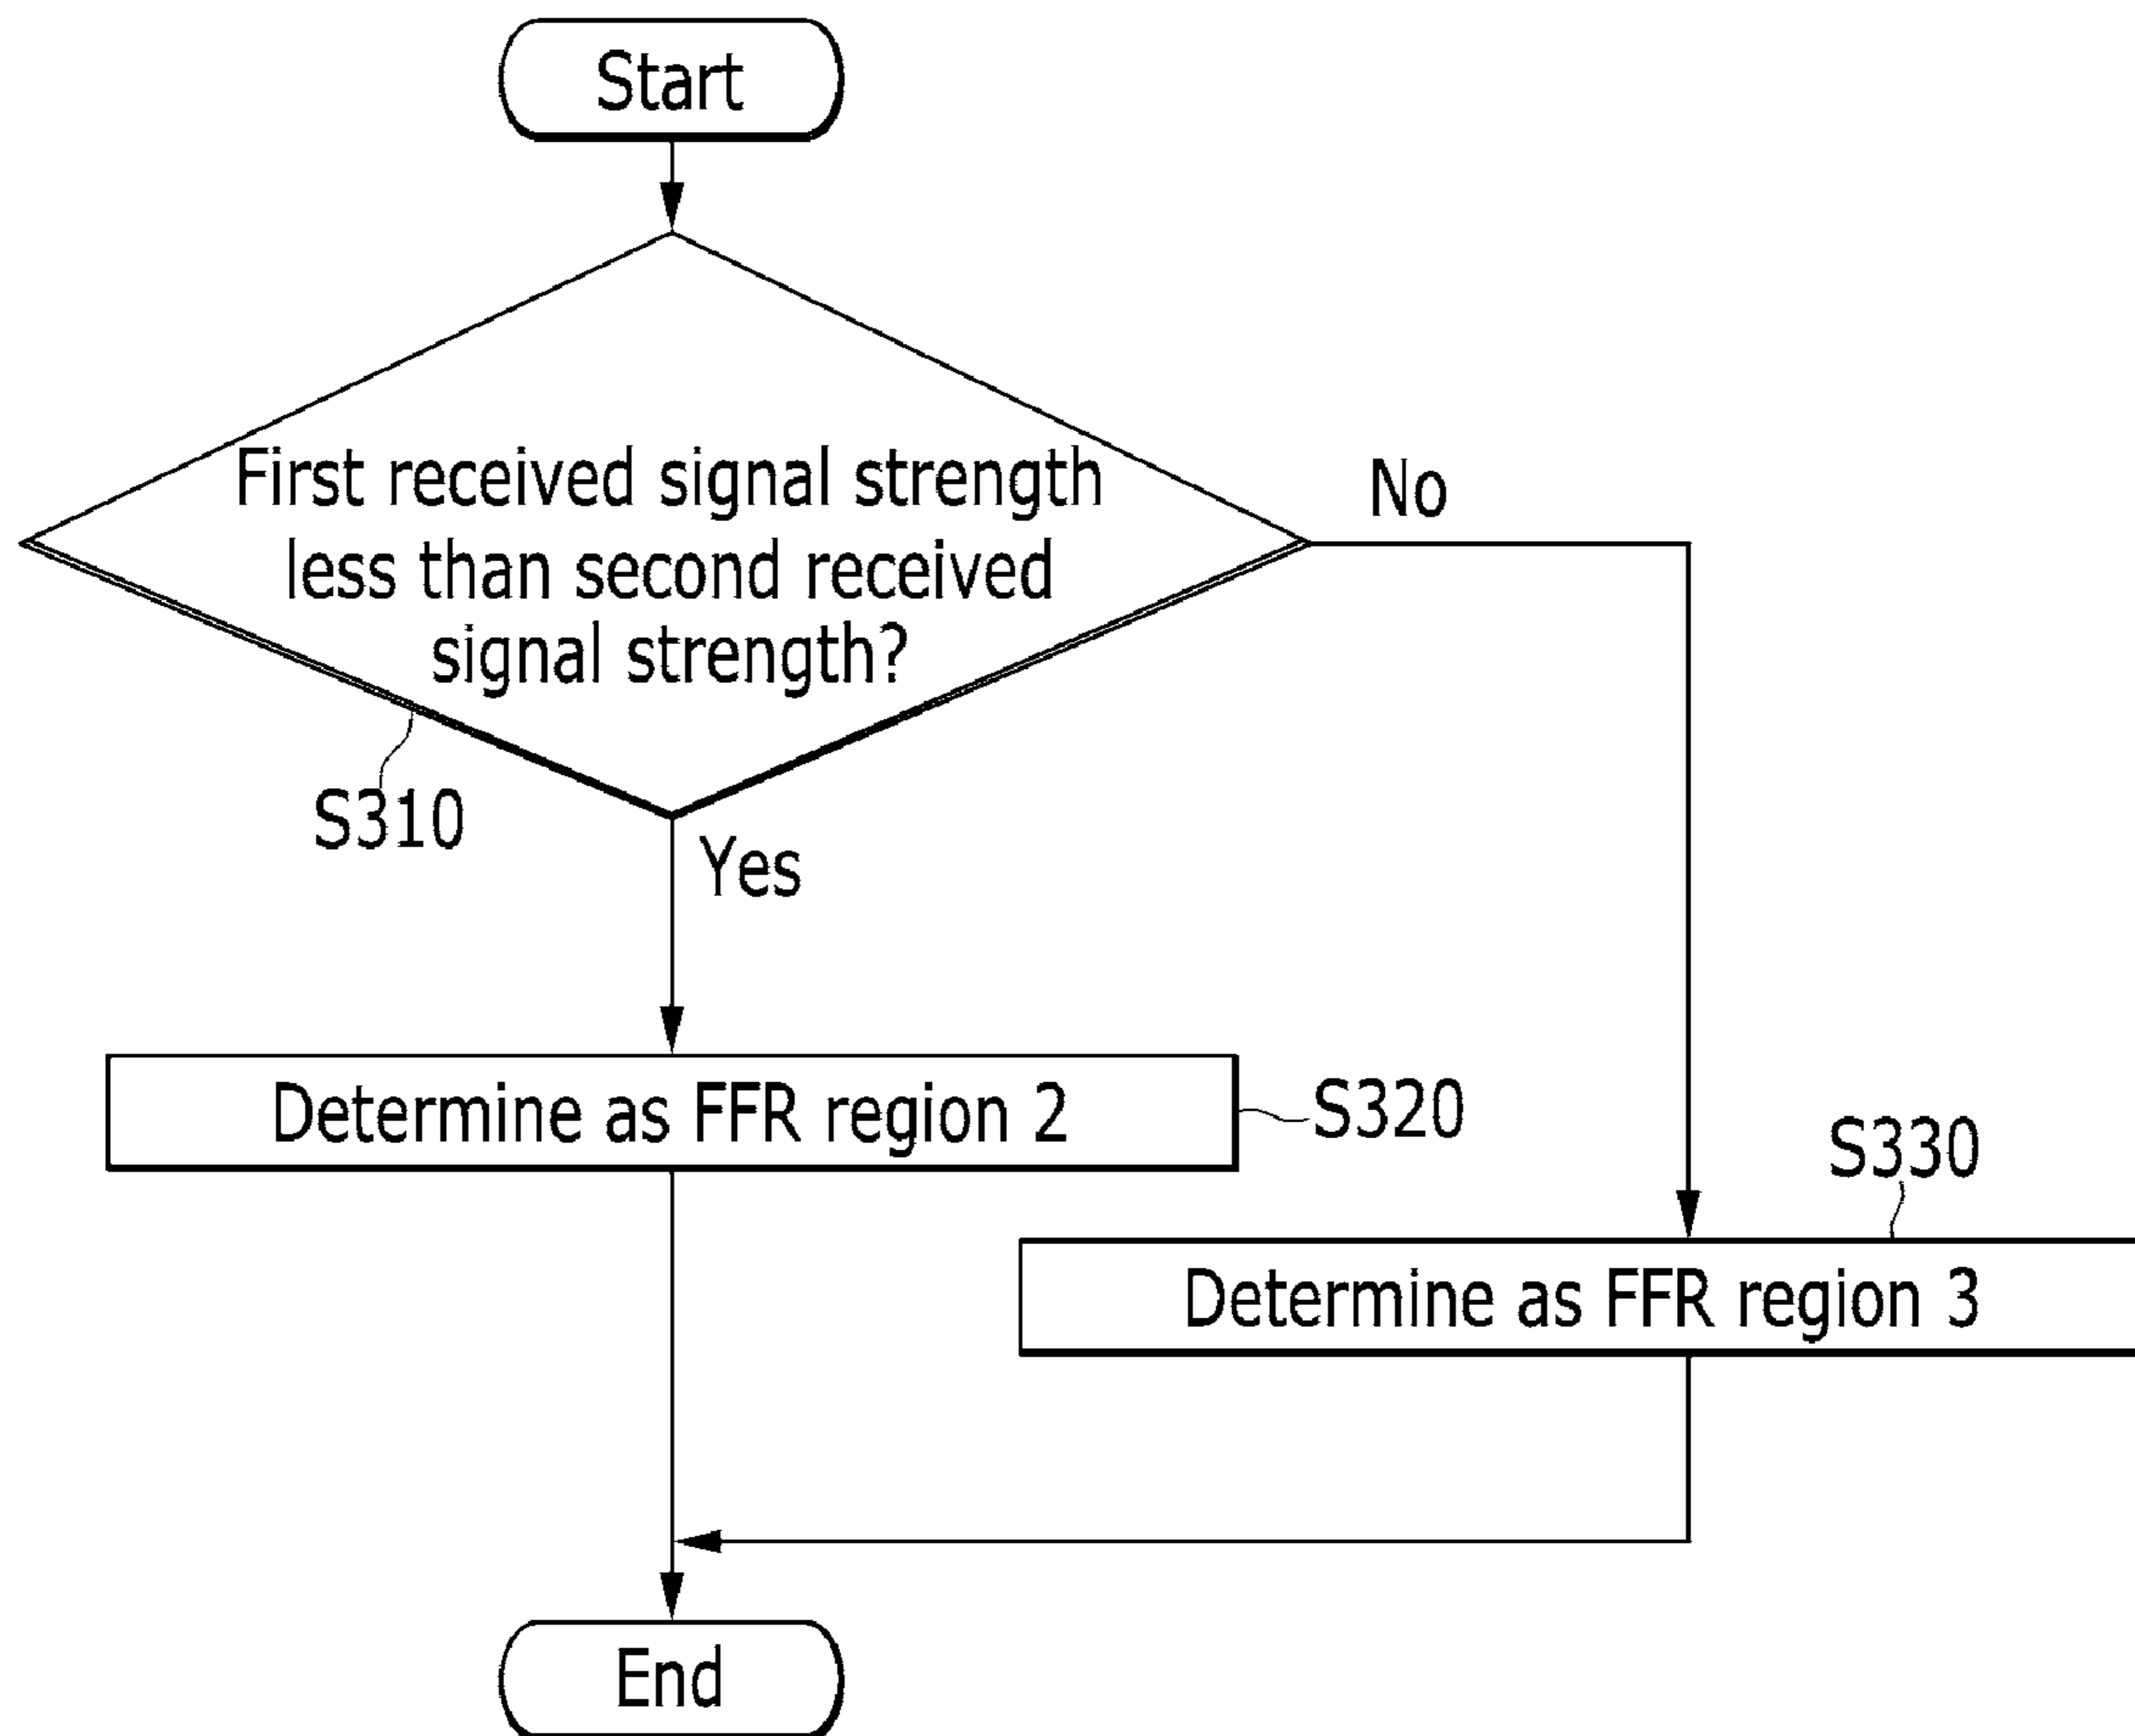 Start
First received signal strength
less than second received
signal strength?
No
S310
Yes
Determine as FFR region 2
S320
S330
Determine as FFR region 3
End